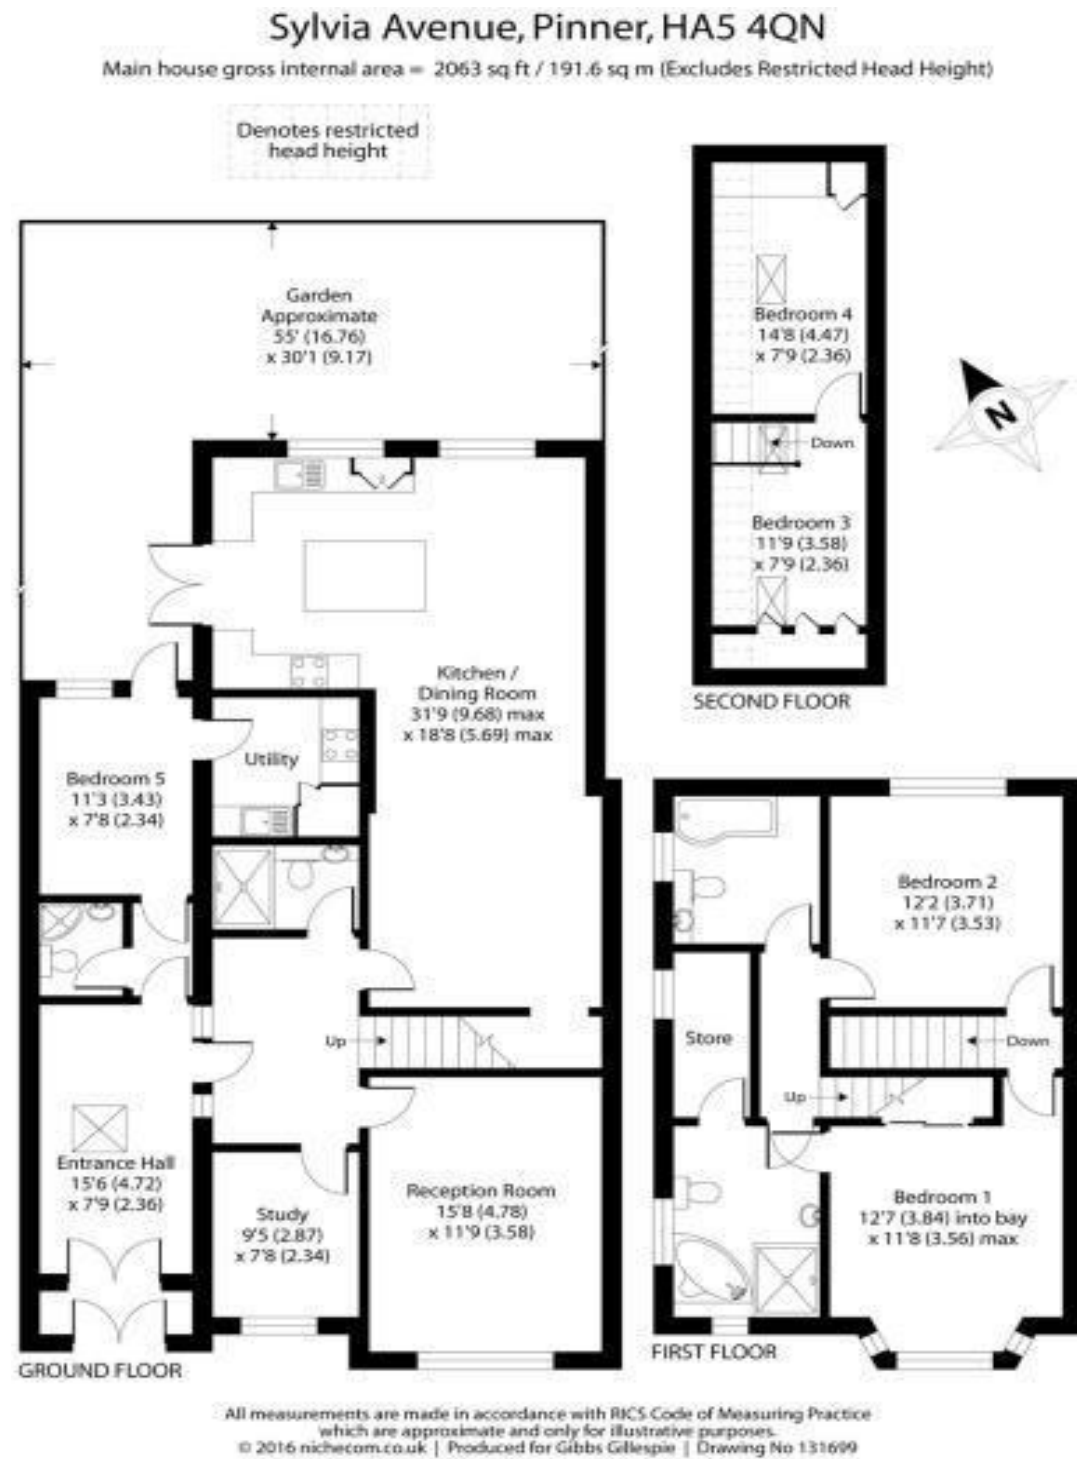 Sylvia Avenue, Pinner, HA5 4QN
Main house gross internal area = 2063 sq ft / 191.6 sq m (Excludes Restricted Head Height)
Denotes restricted
head height
Garden
Approximate
55' (16.76)
x 30'1 (9.17)
Kitchen /
Dining Room
31'9 (9.68) max
x 18'8 (5.69) max
Utility
Bedroom 5
11'3 (3.43)
x 7'8 (2.34)
Up
Entrance Hall
15'6 (4.72)
x 7'9 (2.36)
Study
9'5 (2.87)
x 7'8 (2.34)
Reception Room
15'8 (4.78)
x 11'9 (3.58)
GROUND FLOOR
Bedroom 4
14'8 (4.47)
x 7'9 (2.36)
Down
Bedroom 3
11'9 (3.58)
x 7'9 (2.36)
SECOND FLOOR
N
Bedroom 2
12'2 (3.71)
x 11'7 (3.53)
Store
Down
Up
Bedroom 1
12'7 (3.84) into bay
x 11'8 (3.56) max
FIRST FLOOR
All measurements are made in accordance with RICS Code of Measuring Practice
which are approximate and only for illustrative purposes.
© 2016 nichecom.co.uk | Produced for Gibbs Gillespie | Drawing No 131699